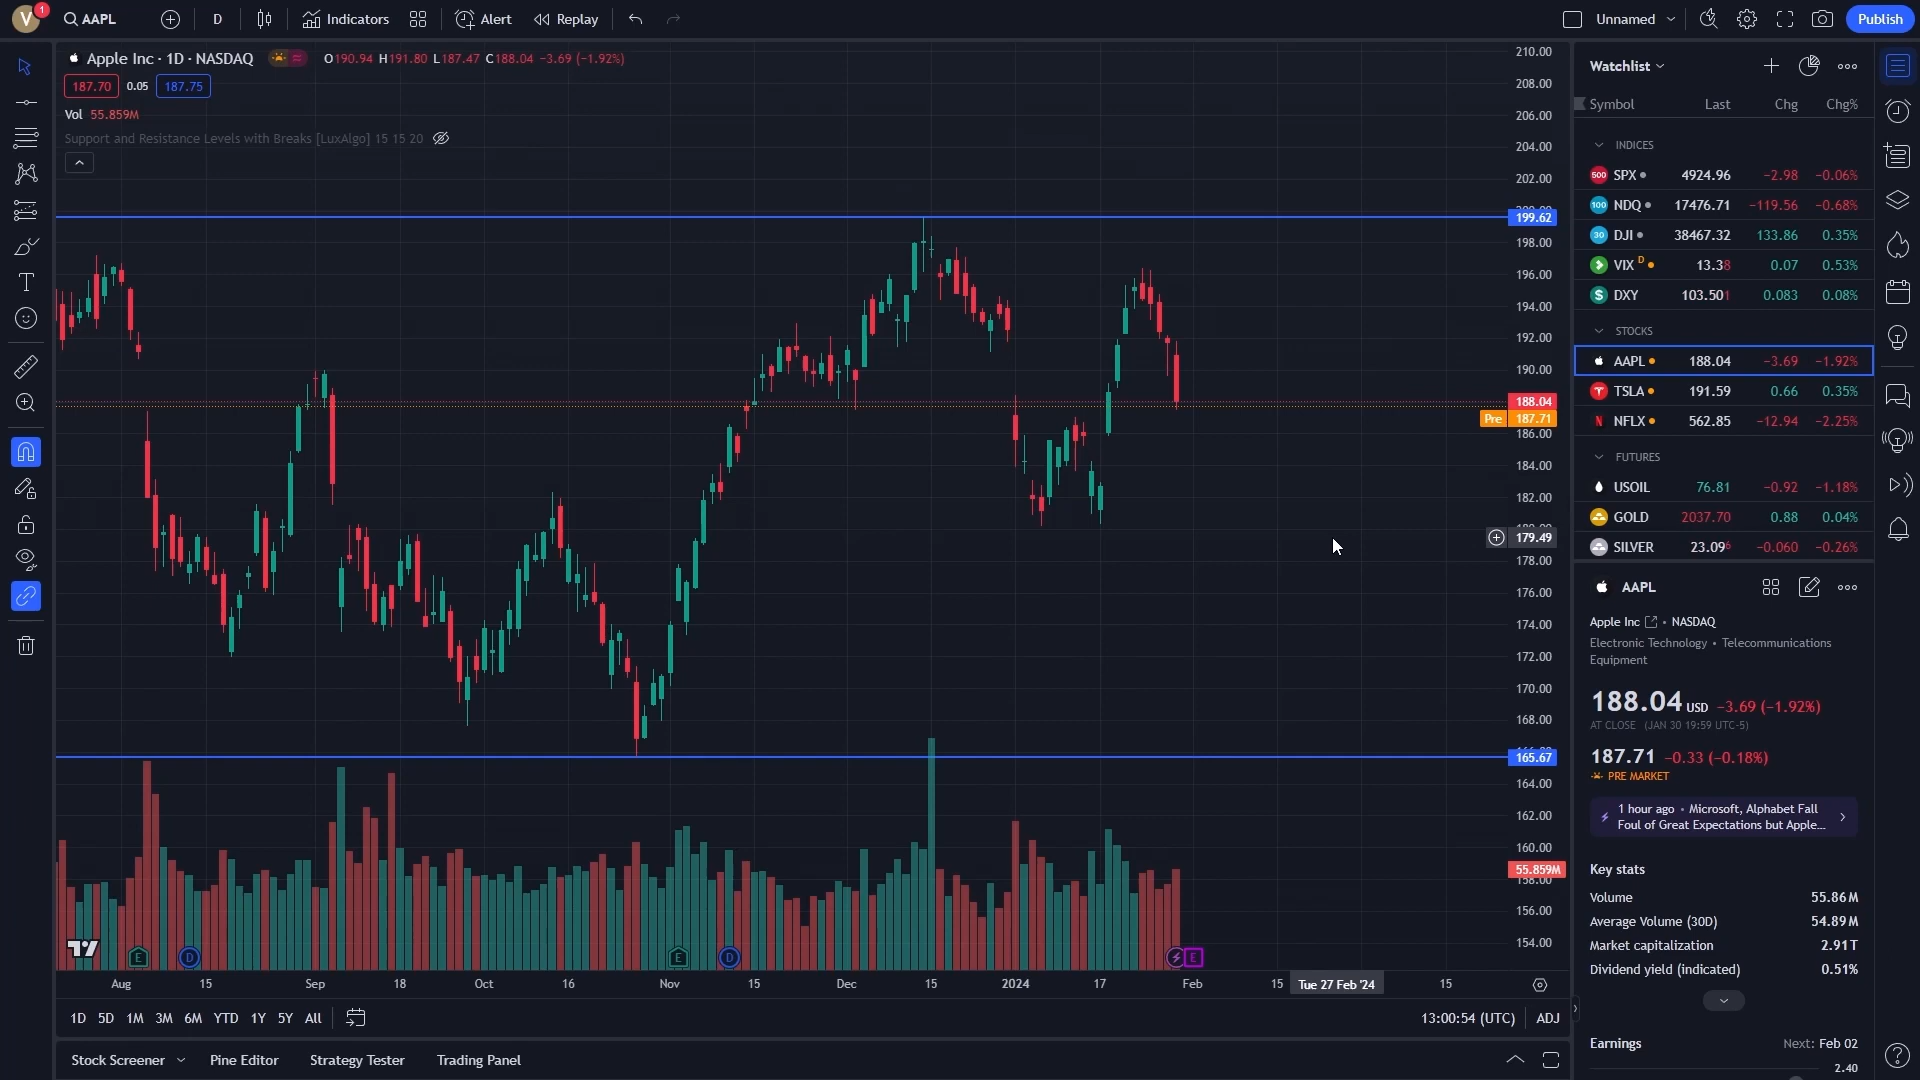 V
1
AAPL
D
Indicators
Alert
Replay
Unnamed
Publish
Apple Inc · 1D · NASDAQ
O190.94 H191.80 L187.47 C188.04 −3.69 (−1.92%)
187.70 0.05 187.75
Vol 55.859M
Support and Resistance Levels with Breaks [LuxAlgo] 15 15 20
210.00
208.00
206.00
204.00
202.00
199.62
198.00
196.00
194.00
192.00
190.00
188.04
Pre 187.71
186.00
184.00
182.00
179.49
178.00
176.00
174.00
172.00
170.00
168.00
165.67
164.00
162.00
160.00
55.859M
158.00
156.00
154.00
E D E D E
Aug 15 Sep 18 Oct 16 Nov 15 Dec 15 2024 17 Feb 15 Tue 27 Feb '24 15
1D 5D 1M 3M 6M YTD 1Y 5Y All
13:00:54 (UTC) ADJ
Stock Screener Pine Editor Strategy Tester Trading Panel
Watchlist
Symbol Last Chg Chg%
INDICES
500 SPX 4924.96 −2.98 −0.06%
100 NDQ 17476.71 −119.56 −0.68%
30 DJI 38467.32 133.86 0.35%
VIX D 13.38 0.07 0.53%
$ DXY 103.501 0.083 0.08%
STOCKS
AAPL 188.04 −3.69 −1.92%
TSLA 191.59 0.66 0.35%
N NFLX 562.85 −12.94 −2.25%
FUTURES
USOIL 76.81 −0.92 −1.18%
GOLD 2037.70 0.88 0.04%
SILVER 23.096 −0.060 −0.26%
AAPL
Apple Inc • NASDAQ
Electronic Technology • Telecommunications
Equipment
188.04 USD −3.69 (−1.92%)
AT CLOSE (JAN 30 19:59 UTC-5)
187.71 −0.33 (−0.18%)
PRE MARKET
1 hour ago • Microsoft, Alphabet Fall
Foul of Great Expectations but Apple...
Key stats
Volume 55.86M
Average Volume (30D) 54.89M
Market capitalization 2.91T
Dividend yield (indicated) 0.51%
Earnings Next: Feb 02
2.40